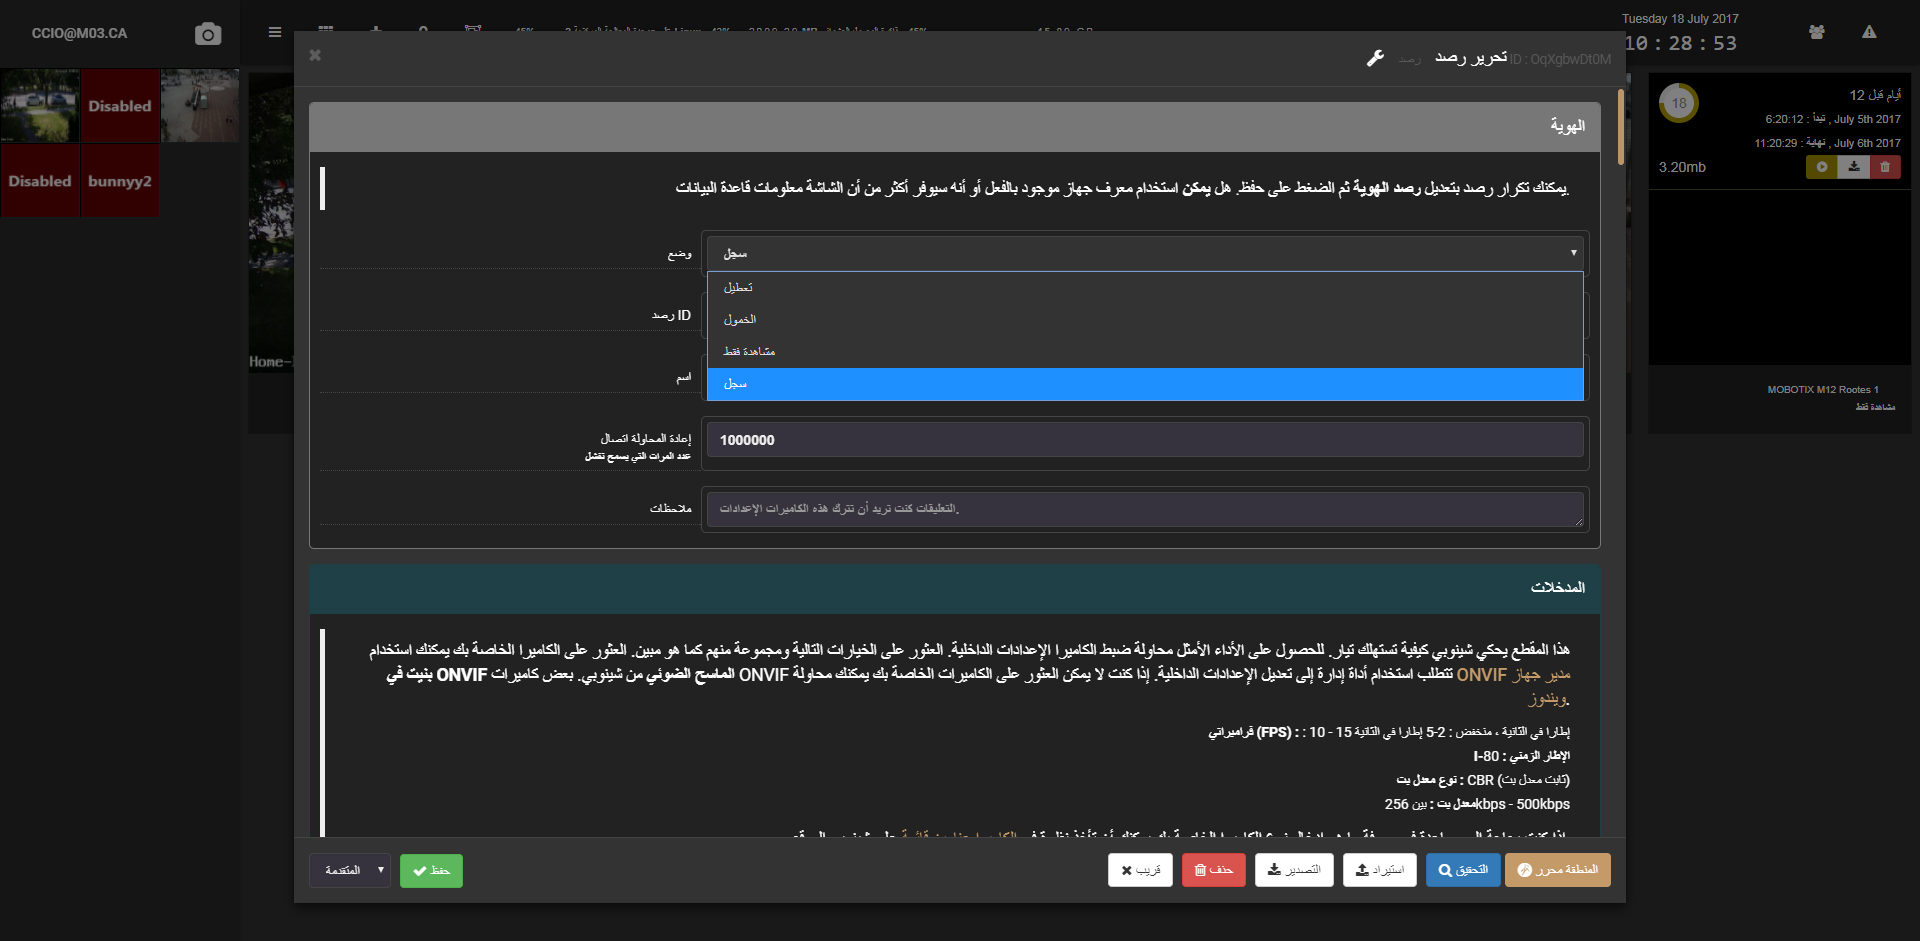 CCIO@M03.CA
Tuesday 18 July 2017
10 : 28 : 53
Disabled
Disabled
bunnyy2
Home-
تحرير رصد رصد ID : OqXgbwDt0M
الهوية
يمكنك تكرار رصد بتعديل رصد الهوية ثم الضغط على حفظ. هل يمكن استخدام معرف جهاز موجود بالفعل أو أنه سيوفر أكثر من أن الشاشة معلومات قاعدة البيانات.
وضع
سجل
تعطيل
الخمول
مشاهدة فقط
سجل
ID رصد
اسم
إعادة المحاولة اتصال
عدد المرات التي يسمح تفشل
1000000
ملاحظات
التعليقات كنت تريد أن تترك هذه الكاميرات الإعدادات.
المدخلات
هذا المقطع يحكي شينوبي كيفية تستهلك تيار. للحصول على الأداء الأمثل محاولة ضبط الكاميرا الإعدادات الداخلية. العثور على الخيارات التالية ومجموعة منهم كما هو مبين. العثور على الكاميرا الخاصة بك يمكنك استخدام
مدير جهاز ONVIF تتطلب استخدام أداة إدارة إلى تعديل الإعدادات الداخلية. إذا كنت لا يمكن العثور على الكاميرات الخاصة بك يمكنك محاولة ONVIF الماسح الضوئي من شينوبي. بعض كاميرات ONVIF بنيت في
ويندوز.
إطارا في الثانية ، منخفض : 2-5 إطارا في الثانية 15 - 10 : : (FPS) فراميراتي
الإطار الزمني : I-80
(ثابت معدل بت) CBR : نوع معدل بت
معدل بت : بين 256kbps - 500kbps
المتقدمة
حفظ
قريب
حذف
التصدير
استيراد
التحقيق
المنطقة محرر
18
أيام قبل 12
تبدأ : 6:20:12 , July 5th 2017
نهاية : 11:20:29 , July 6th 2017
3.20mb
MOBOTIX M12 Rootes 1
مشاهدة فقط